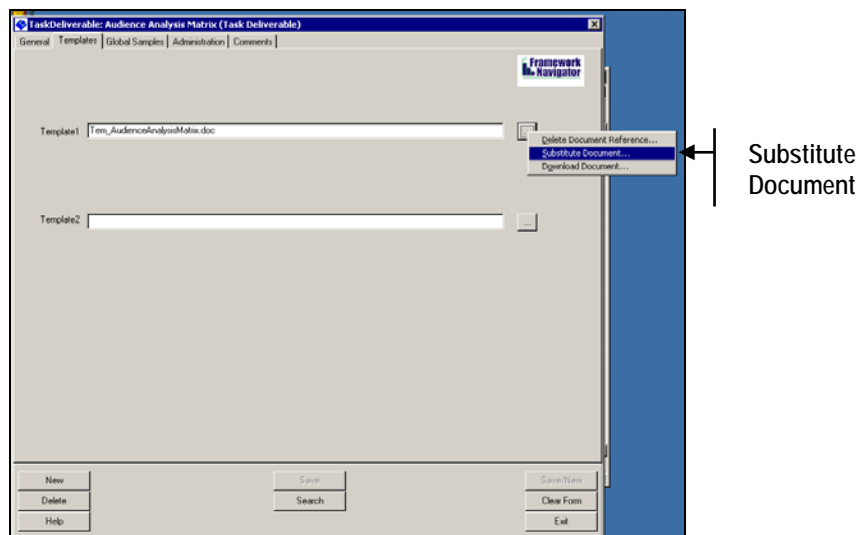 TaskDeliverable: Audience Analysis Matrix (Task Deliverable)
General Templates Global Samples Administration Comments
Framework
Navigator
Template1 Tem_AudienceAnalysisMatrix.doc ...
Delete Document Reference...
Substitute Document...
Download Document...
Substitute
Document
Template2 ...
New Save Save/New
Delete Search Clear Form
Help Exit